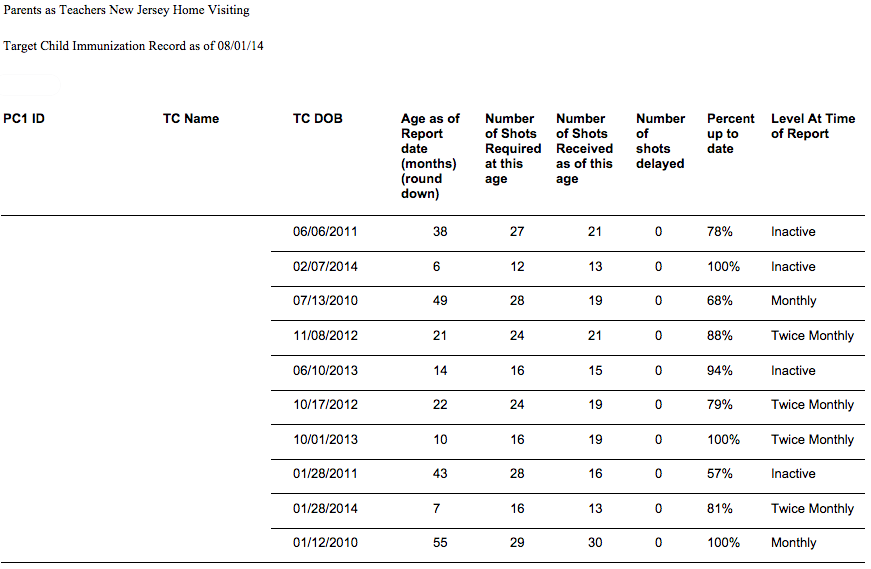 Parents as Teachers New Jersey Home Visiting
Target Child Immunization Record as of 08/01/14
PC1 ID TC Name TC DOB Age as of Number Number Number Percent Level At Time
Report of Shots of Shots of up to of Report
date Required Received shots date
(months) at this as of this delayed
(round age age
down)
06/06/2011 38 27 21 0 78% Inactive
02/07/2014 6 12 13 0 100% Inactive
07/13/2010 49 28 19 0 68% Monthly
11/08/2012 21 24 21 0 88% Twice Monthly
06/10/2013 14 16 15 0 94% Inactive
10/17/2012 22 24 19 0 79% Twice Monthly
10/01/2013 10 16 19 0 100% Twice Monthly
01/28/2011 43 28 16 0 57% Inactive
01/28/2014 7 16 13 0 81% Twice Monthly
01/12/2010 55 29 30 0 100% Monthly